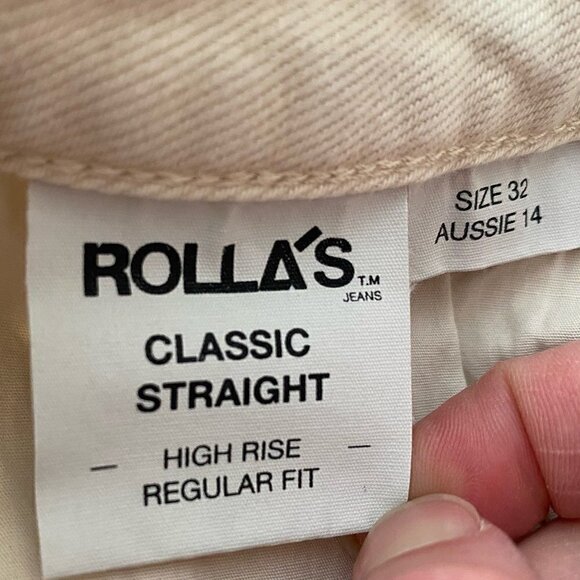 ROLLA'S T.M
JEANS
CLASSIC
STRAIGHT
— HIGH RISE —
REGULAR FIT
SIZE 32
AUSSIE 14